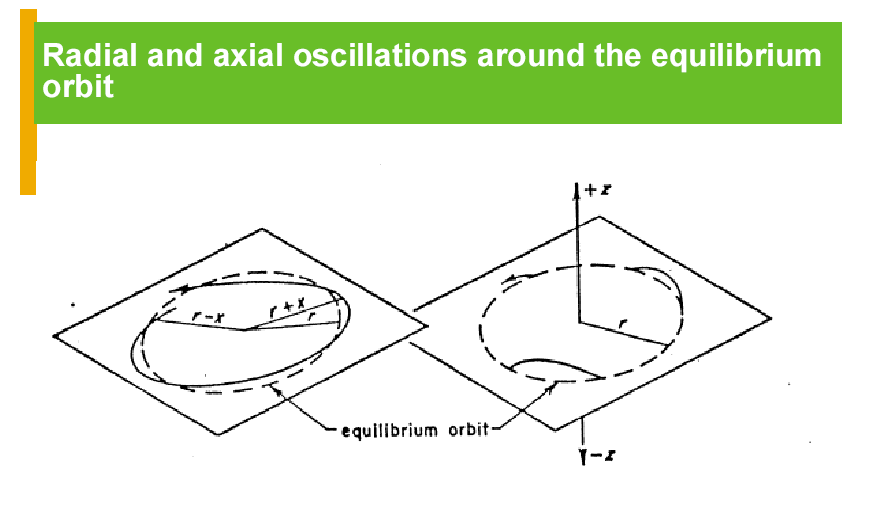 Radial and axial oscillations around the equilibrium
orbit
+z
r-x
r+x
r
r
equilibrium orbit
-z